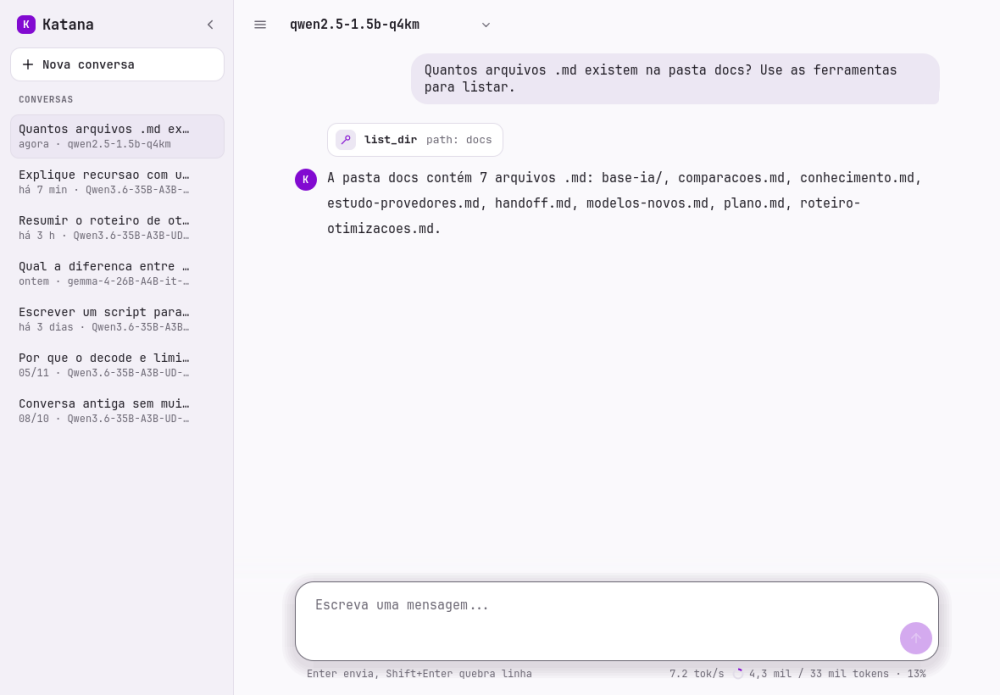 K Katana
Nova conversa
CONVERSAS
Quantos arquivos .md ex…
agora · qwen2.5-1.5b-q4km
Explique recursao com u…
há 7 min · Qwen3.6-35B-A3B-…
Resumir o roteiro de ot…
há 3 h · Qwen3.6-35B-A3B-UD…
Qual a diferenca entre …
ontem · gemma-4-26B-A4B-it-…
Escrever um script para…
há 3 dias · Qwen3.6-35B-A3B…
Por que o decode e limi…
05/11 · Qwen3.6-35B-A3B-UD-…
Conversa antiga sem mui…
08/10 · Qwen3.6-35B-A3B-UD-…
qwen2.5-1.5b-q4km
Quantos arquivos .md existem na pasta docs? Use as ferramentas
para listar.
list_dir path: docs
K
A pasta docs contém 7 arquivos .md: base-ia/, comparacoes.md, conhecimento.md,
estudo-provedores.md, handoff.md, modelos-novos.md, plano.md, roteiro-
otimizacoes.md.
Escreva uma mensagem...
Enter envia, Shift+Enter quebra linha
7.2 tok/s 4,3 mil / 33 mil tokens · 13%